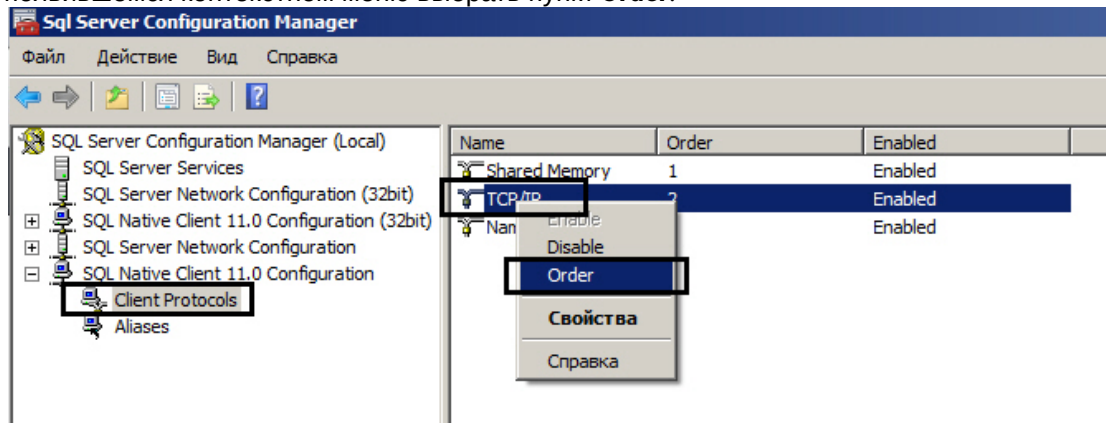 Sql Server Configuration Manager
Файл Действие Вид Справка
SQL Server Configuration Manager (Local)
SQL Server Services
SQL Server Network Configuration (32bit)
SQL Native Client 11.0 Configuration (32bit)
SQL Server Network Configuration
SQL Native Client 11.0 Configuration
Client Protocols
Aliases
Name Order Enabled
Shared Memory 1 Enabled
TCP/IP 2 Enabled
Nam Enabled
Enable
Disable
Order
Свойства
Справка